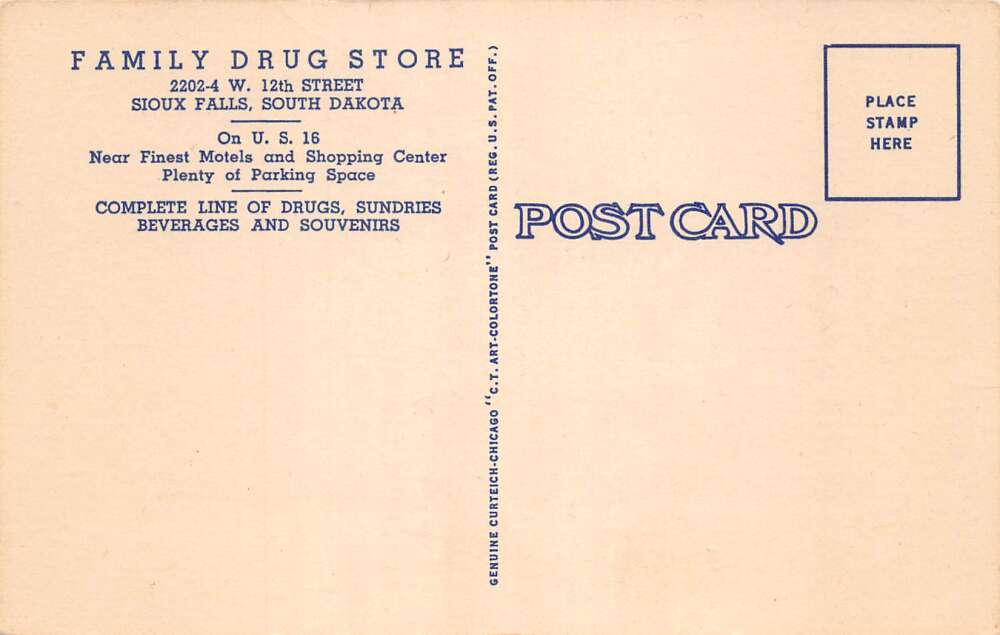 FAMILY DRUG STORE
2202-4 W. 12th STREET
SIOUX FALLS, SOUTH DAKOTA
On U. S. 16
Near Finest Motels and Shopping Center
Plenty of Parking Space
COMPLETE LINE OF DRUGS, SUNDRIES
BEVERAGES AND SOUVENIRS
GENUINE CURTEICH-CHICAGO "C.T. ART-COLORTONE" POST CARD (REG. U.S. PAT. OFF.)
POST CARD
PLACE
STAMP
HERE